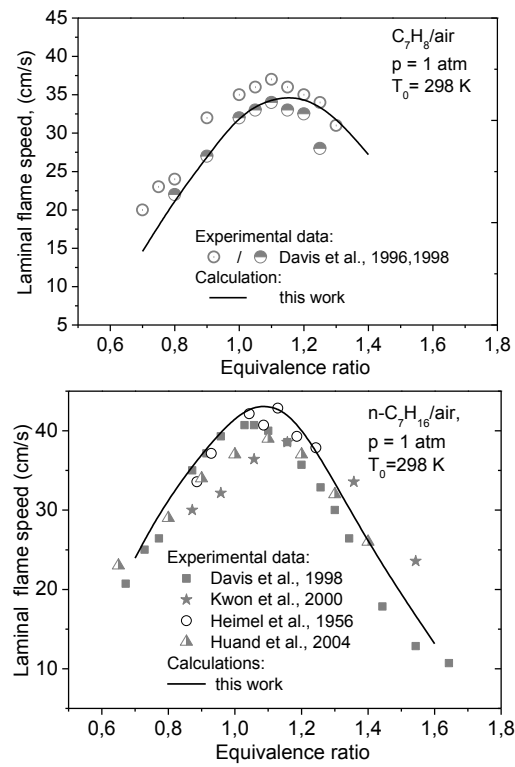 45
40
35
30
25
20
15
10
5
Laminal flame speed, (cm/s)
C7H8/air
p = 1 atm
T0= 298 K
Experimental data:
/ Davis et al., 1996,1998
Calculation:
this work
0,6 0,8 1,0 1,2 1,4 1,6 1,8
Equivalence ratio
40
30
20
10
Laminal flame speed (cm/s)
n-C7H16/air,
p = 1 atm
T0=298 K
Experimental data:
Davis et al., 1998
Kwon et al., 2000
Heimel et al., 1956
Huand et al., 2004
Calculations:
this work
0,6 0,8 1,0 1,2 1,4 1,6 1,8
Equivalence ratio